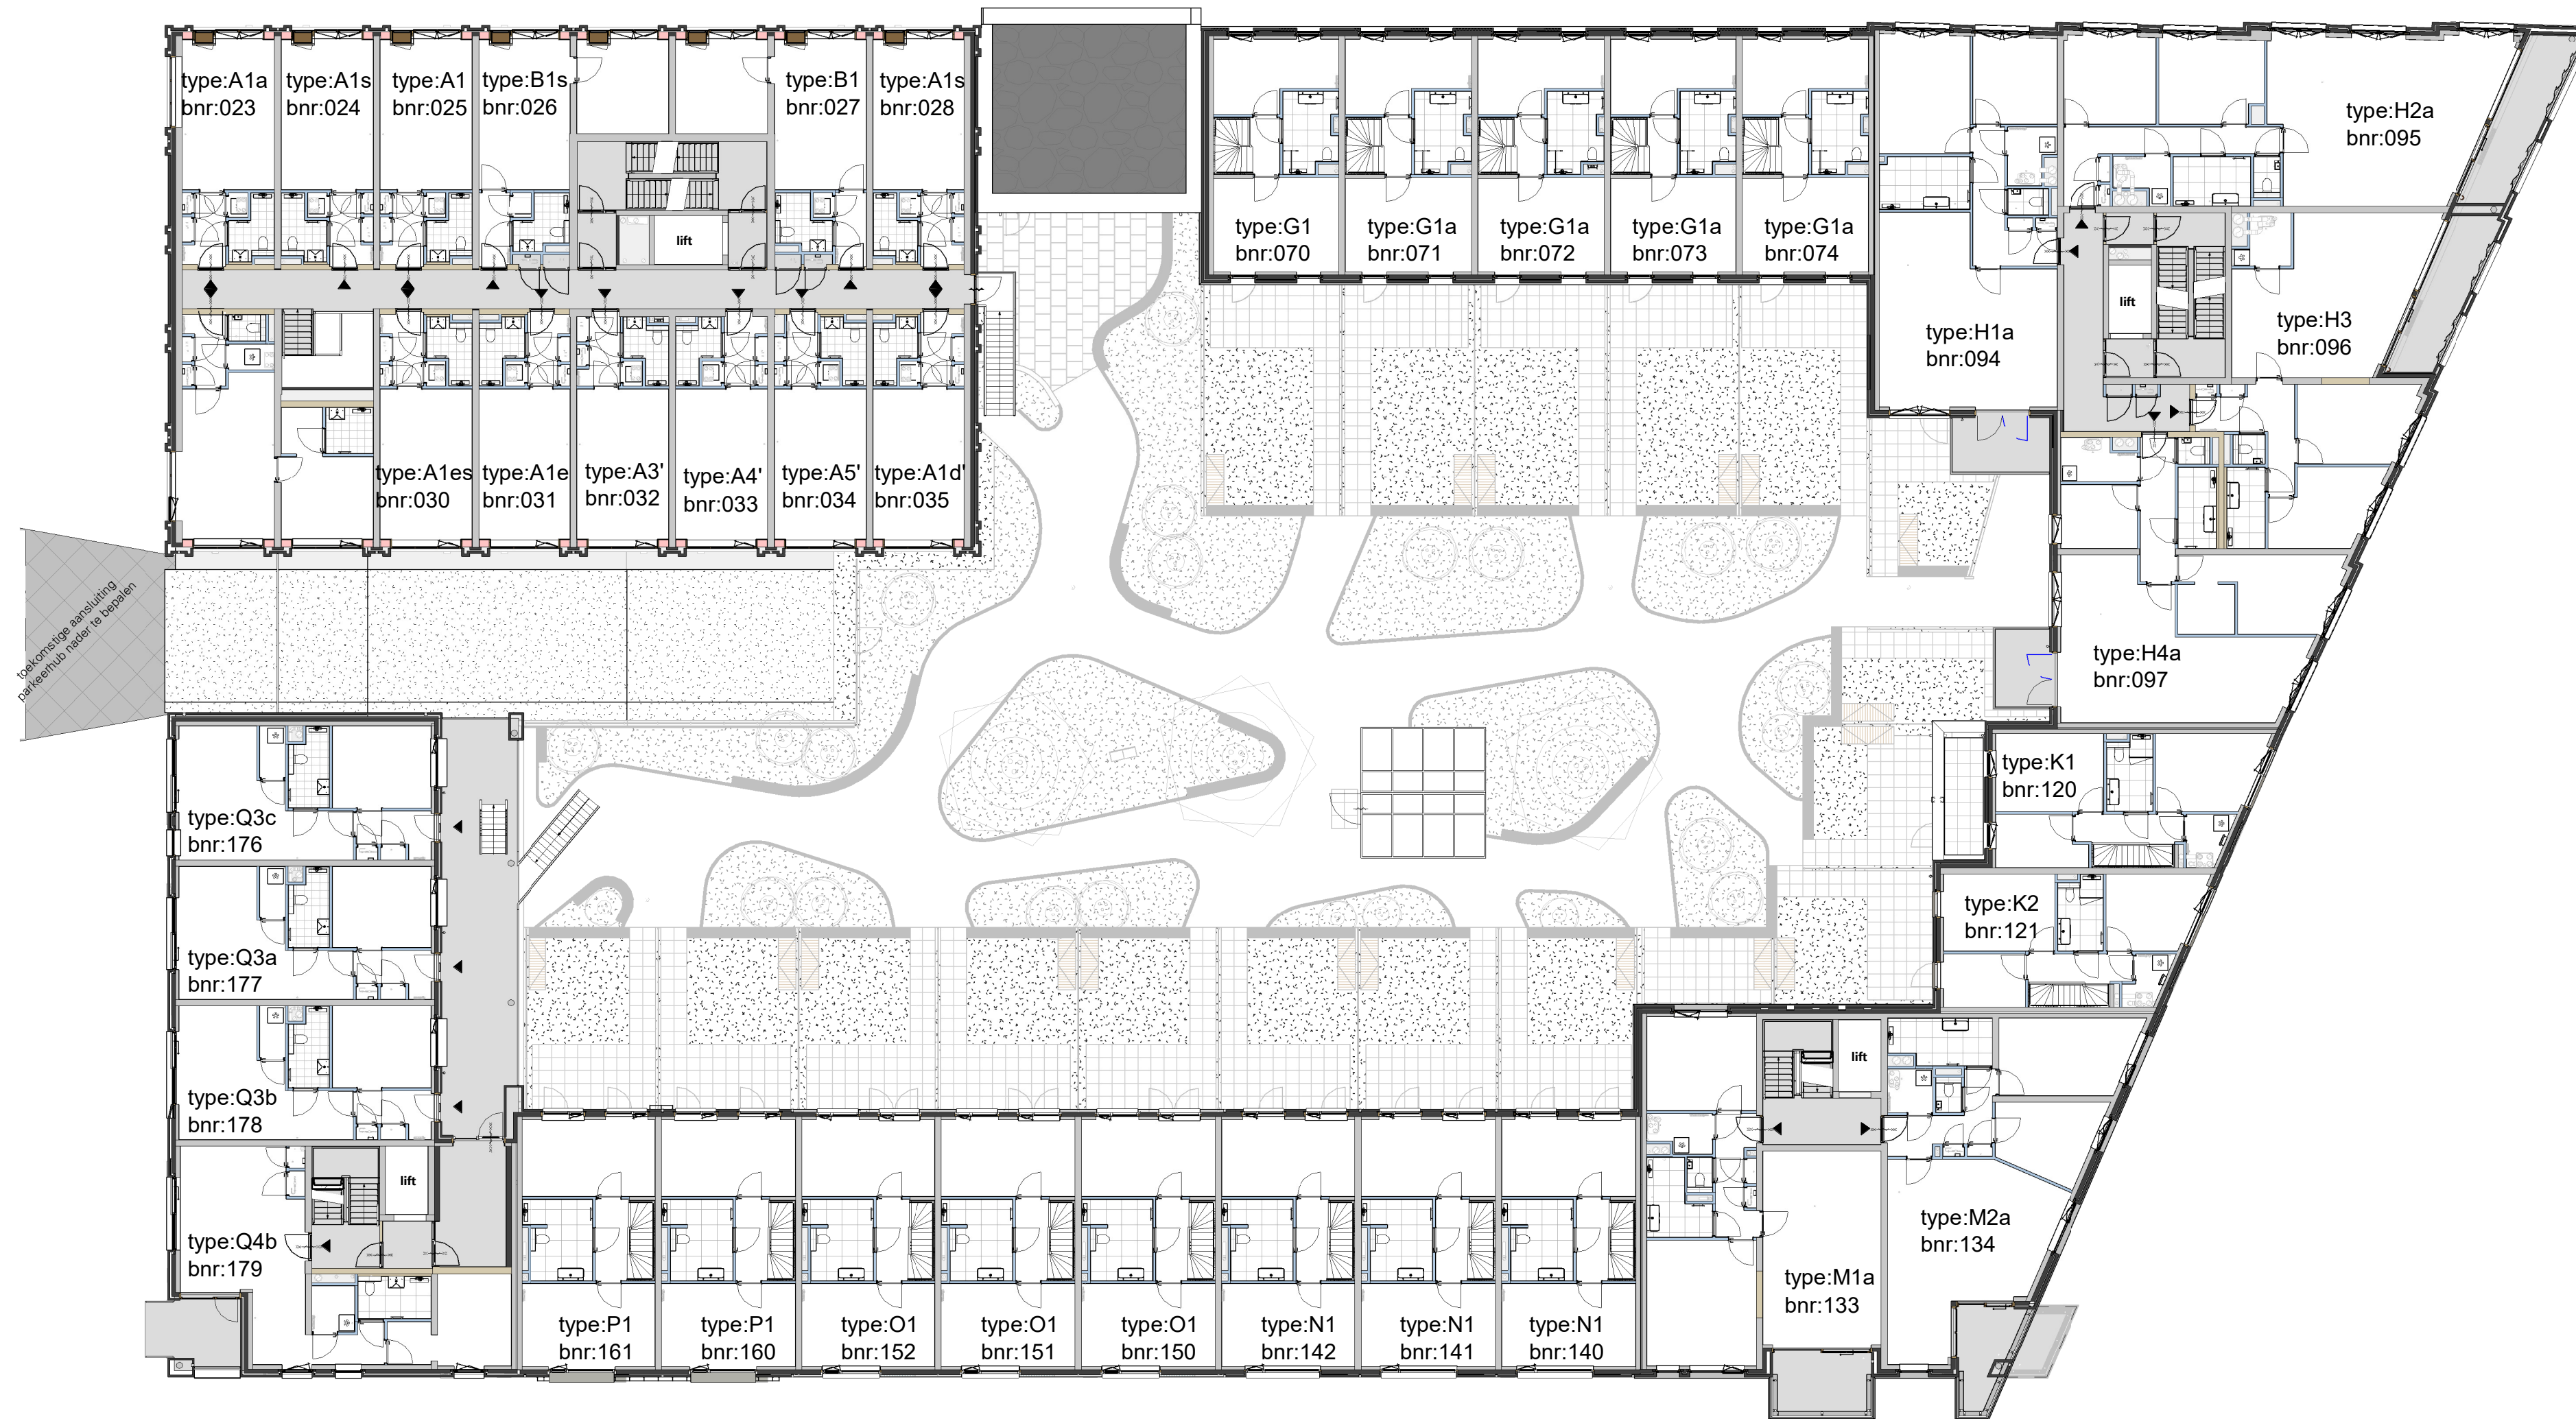 type:A1a
bnr:023
type:A1s
bnr:024
type:A1
bnr:025
type:B1s
bnr:026
type:B1
bnr:027
type:A1s
bnr:028
lift
type:A1es
bnr:030
type:A1e
bnr:031
type:A3'
bnr:032
type:A4'
bnr:033
type:A5'
bnr:034
type:A1d'
bnr:035
type:G1
bnr:070
type:G1a
bnr:071
type:G1a
bnr:072
type:G1a
bnr:073
type:G1a
bnr:074
type:H1a
bnr:094
type:H2a
bnr:095
lift
type:H3
bnr:096
type:H4a
bnr:097
toekomstige aansluiting
parkeerhub nader te bepalen
type:K1
bnr:120
type:K2
bnr:121
type:Q3c
bnr:176
type:Q3a
bnr:177
type:Q3b
bnr:178
type:Q4b
bnr:179
lift
type:P1
bnr:161
type:P1
bnr:160
type:O1
bnr:152
type:O1
bnr:151
type:O1
bnr:150
type:N1
bnr:142
type:N1
bnr:141
type:N1
bnr:140
lift
type:M1a
bnr:133
type:M2a
bnr:134